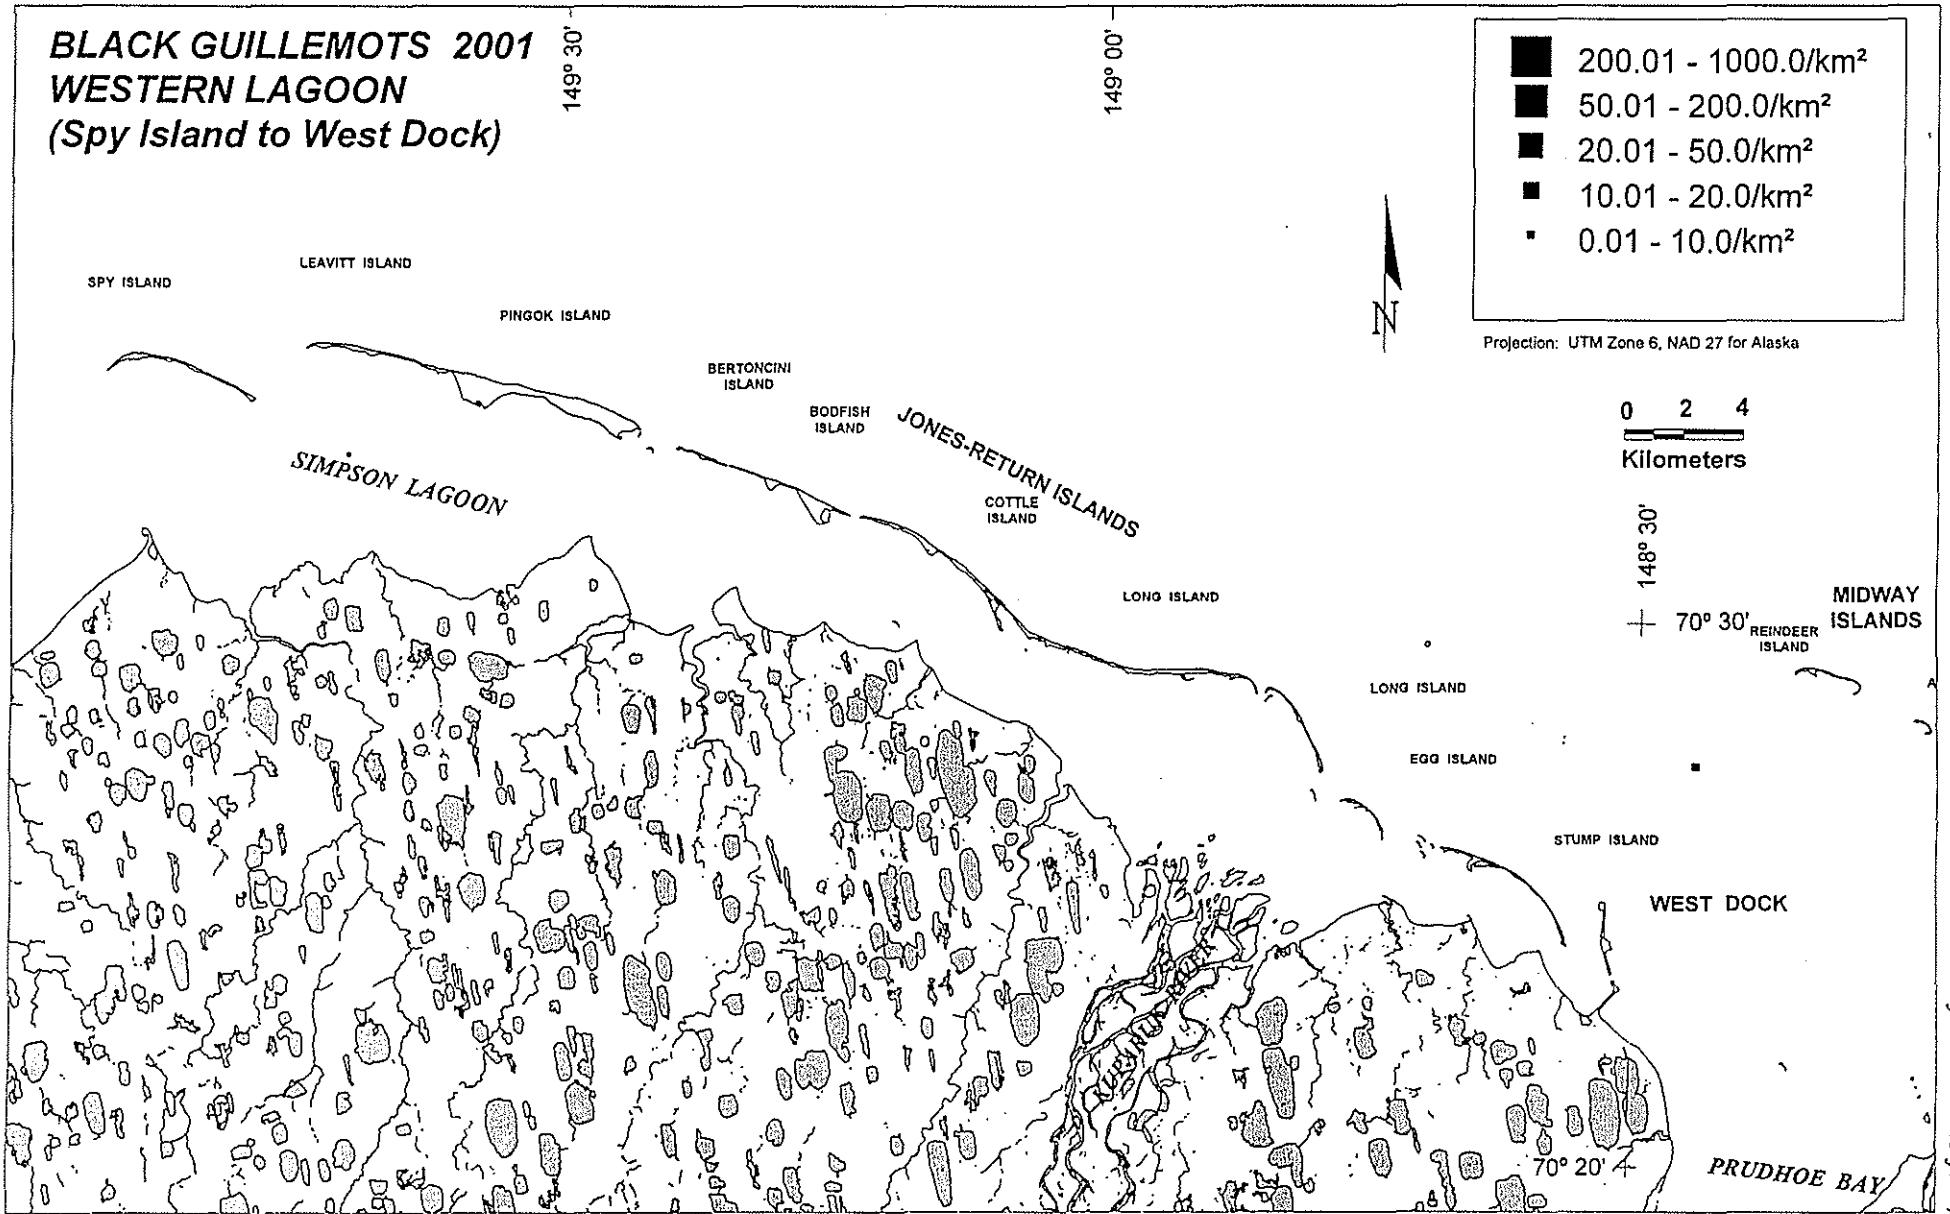 BLACK GUILLEMOTS 2001
WESTERN LAGOON
(Spy Island to West Dock)
149° 30'
149° 00'
200.01 - 1000.0/km²
50.01 - 200.0/km²
20.01 - 50.0/km²
10.01 - 20.0/km²
0.01 - 10.0/km²
Projection: UTM Zone 6, NAD 27 for Alaska
N
0 2 4
Kilometers
SPY ISLAND
LEAVITT ISLAND
PINGOK ISLAND
BERTONCINI
ISLAND
BODFISH
ISLAND
JONES-RETURN ISLANDS
SIMPSON LAGOON
COTTLE
ISLAND
148° 30'
LONG ISLAND
70° 30'
REINDEER
ISLAND
MIDWAY
ISLANDS
LONG ISLAND
A
EGG ISLAND
STUMP ISLAND
WEST DOCK
KUPARUK RIVER
70° 20'
PRUDHOE BAY